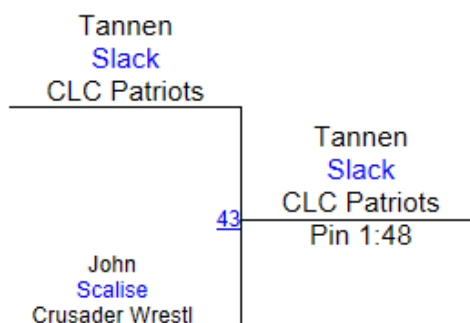 Tannen
Slack
CLC Patriots
Tannen
Slack
CLC Patriots
43
Pin 1:48
John
Scalise
Crusader Wrestl